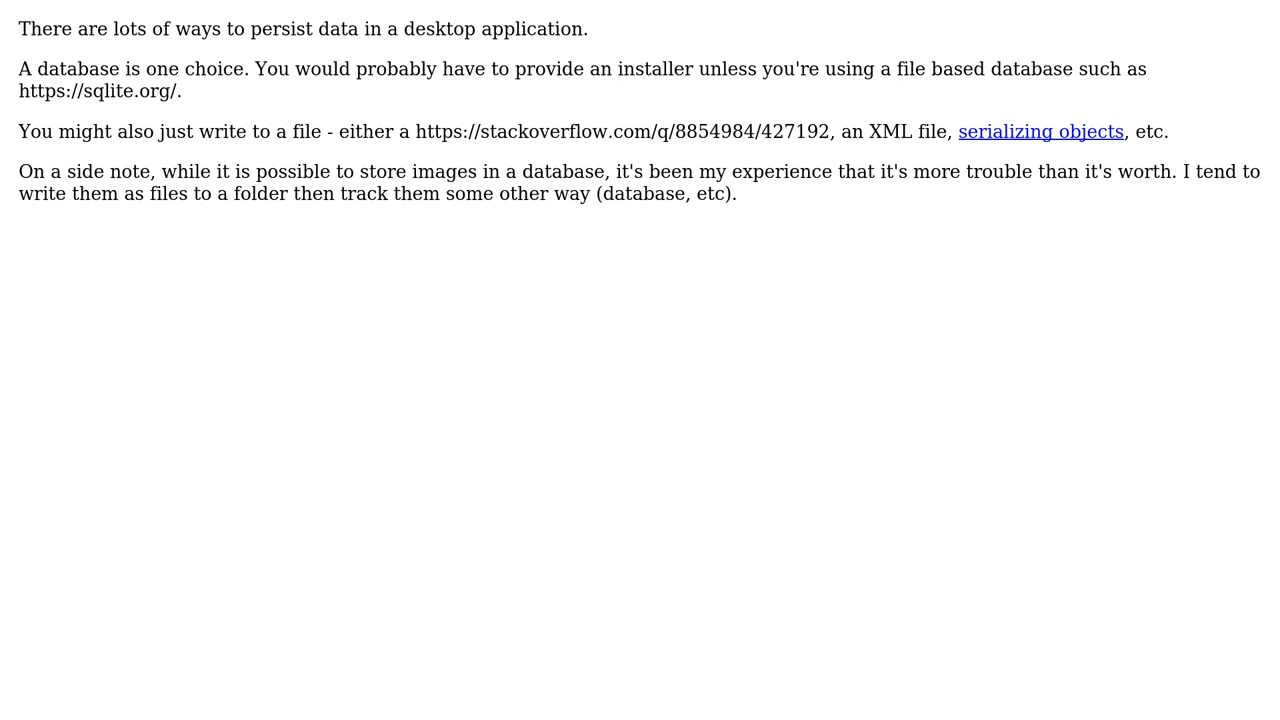 There are lots of ways to persist data in a desktop application.
A database is one choice. You would probably have to provide an installer unless you're using a file based database such as
https://sqlite.org/.
You might also just write to a file - either a https://stackoverflow.com/q/8854984/427192, an XML file, serializing objects, etc.
On a side note, while it is possible to store images in a database, it's been my experience that it's more trouble than it's worth. I tend to
write them as files to a folder then track them some other way (database, etc).